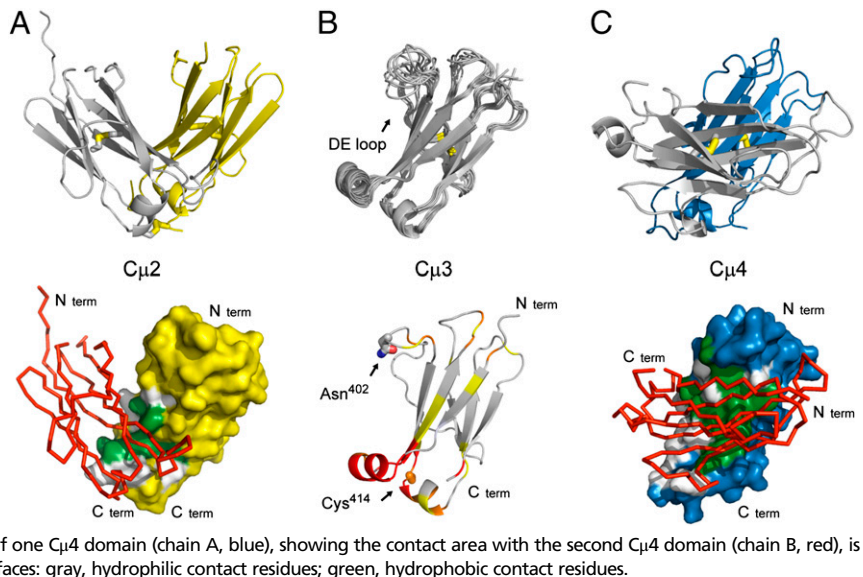 A
B
C
DE loop
Cμ2
Cμ3
Cμ4
N term
N term
N term
N term
C term
Asn402
N term
Cys414
C term
C term
C term
C term
f one Cμ4 domain (chain A, blue), showing the contact area with the second Cμ4 domain (chain B, red), is
faces: gray, hydrophilic contact residues; green, hydrophobic contact residues.